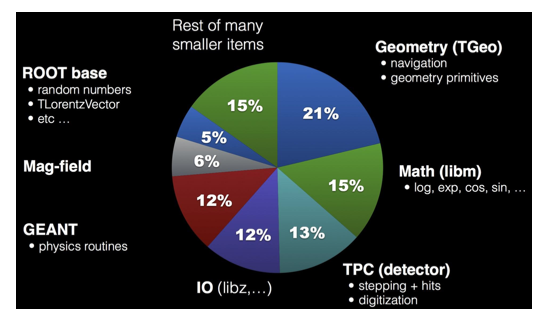 Rest of many
smaller items
Geometry (TGeo)
• navigation
• geometry primitives
ROOT base
• random numbers
• TLorentzVector
• etc …
15%
21%
5%
6%
Mag-field
15%
Math (libm)
• log, exp, cos, sin, …
12%
12%
13%
GEANT
• physics routines
TPC (detector)
• stepping + hits
• digitization
IO (libz,…)